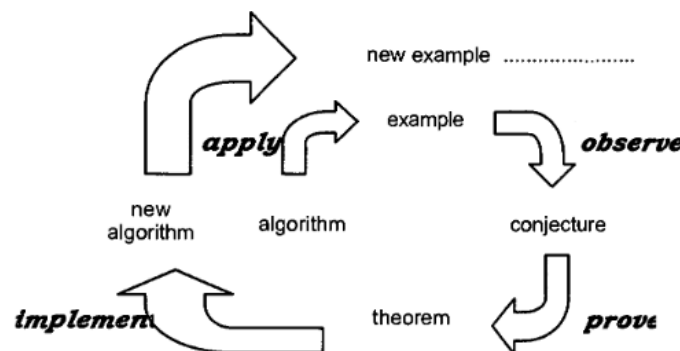 new example ........................
apply
example
observe
new
algorithm
algorithm
conjecture
implement
theorem
prove